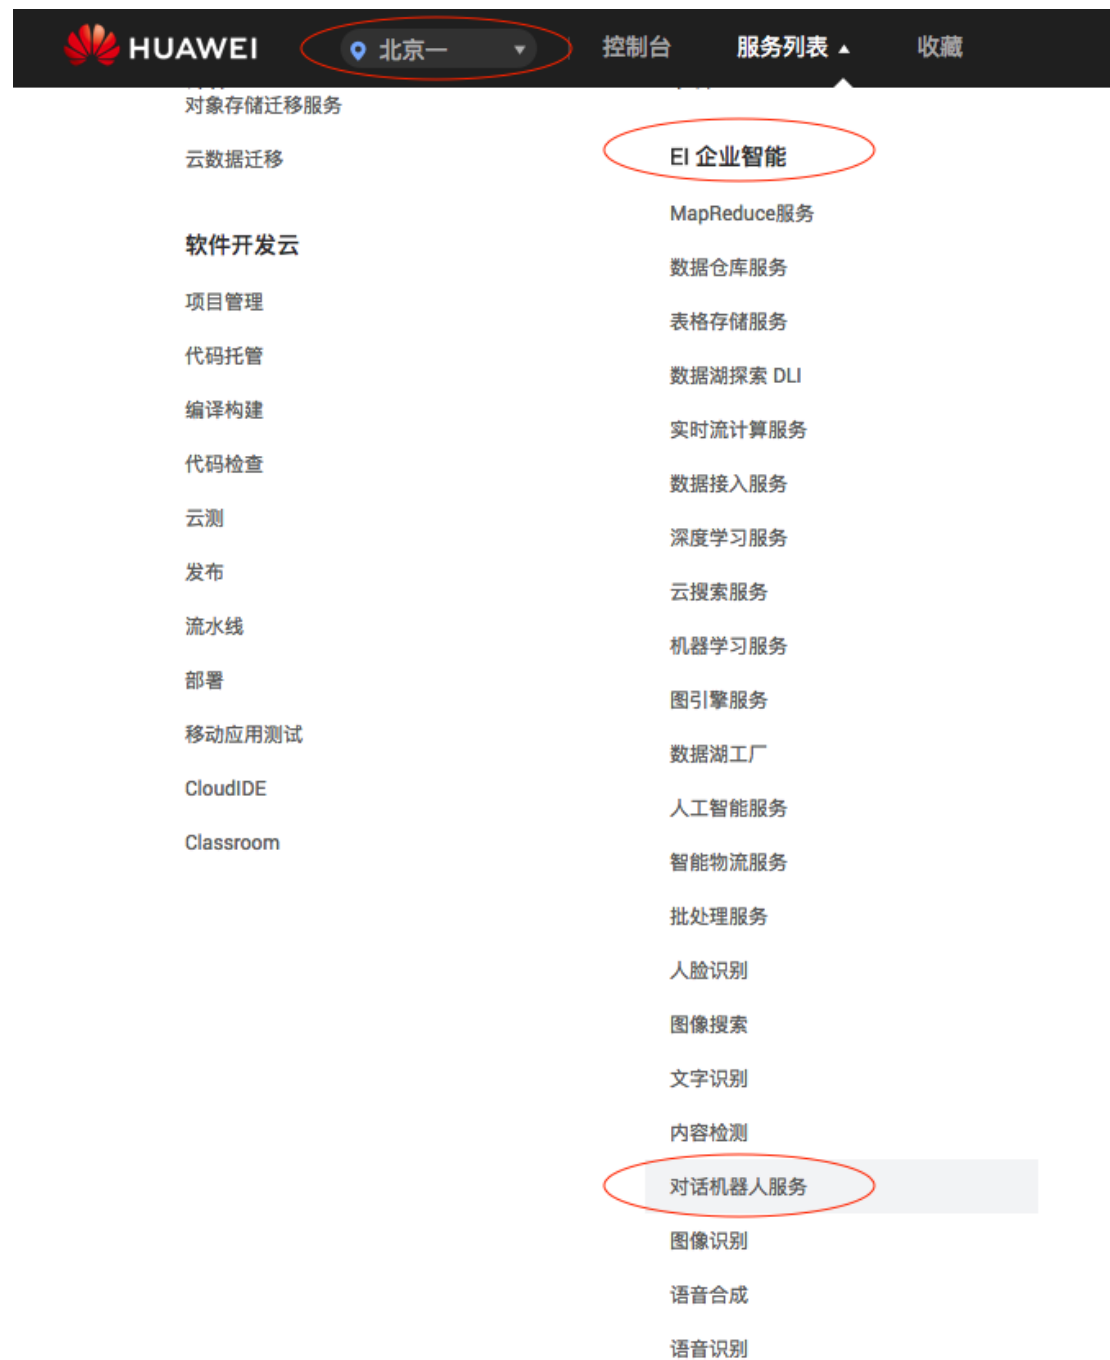 HUAWEI 北京一 控制台 服务列表 收藏
对象存储迁移服务
云数据迁移
软件开发云
项目管理
代码托管
编译构建
代码检查
云测
发布
流水线
部署
移动应用测试
CloudIDE
Classroom
EI 企业智能
MapReduce服务
数据仓库服务
表格存储服务
数据湖探索 DLI
实时流计算服务
数据接入服务
深度学习服务
云搜索服务
机器学习服务
图引擎服务
数据湖工厂
人工智能服务
智能物流服务
批处理服务
人脸识别
图像搜索
文字识别
内容检测
对话机器人服务
图像识别
语音合成
语音识别